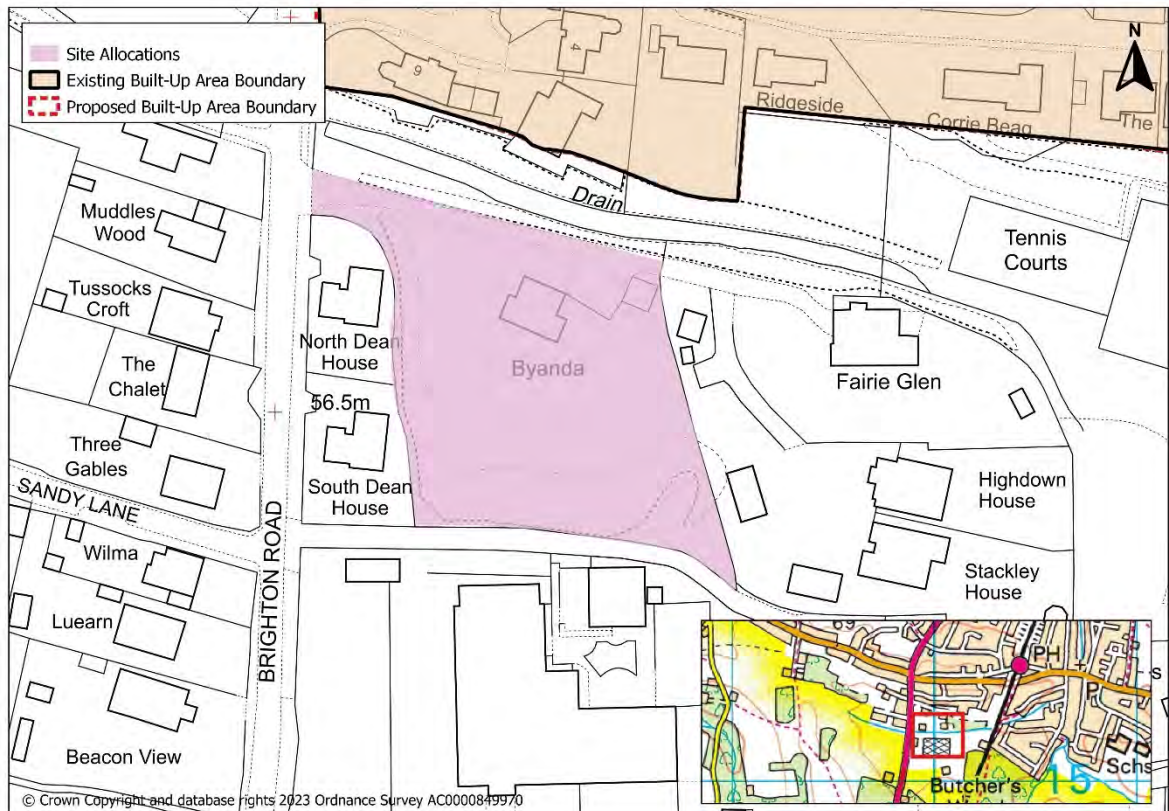 Site Allocations
Existing Built-Up Area Boundary
Proposed Built-Up Area Boundary
N
4
6
Ridgeside
Corrie Beag
The
Drain
Muddles
Wood
Tennis
Courts
Tussocks
Croft
North Dean
House
Byanda
Fairie Glen
The
Chalet
56.5m
Three
Gables
South Dean
House
Highdown
House
SANDY LANE
BRIGHTON ROAD
Wilma
Stackley
House
Luearn
Beacon View
69
PH
P
s
Schs
Butcher's
15
© Crown Copyright and database rights 2023 Ordnance Survey AC0000849970